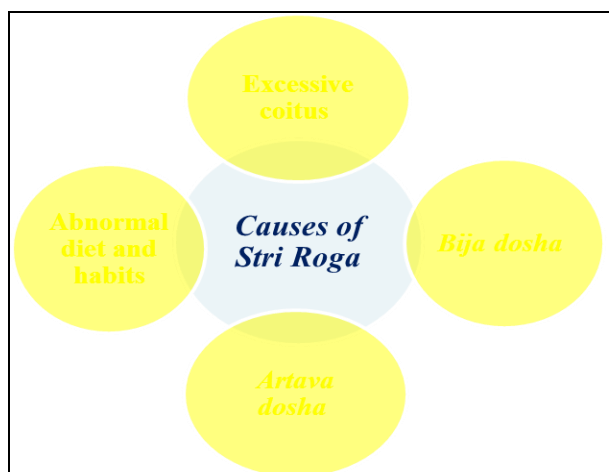 Excessive
coitus
Abnormal
diet and
habits
Causes of
Stri Roga
Bija dosha
Artava
dosha